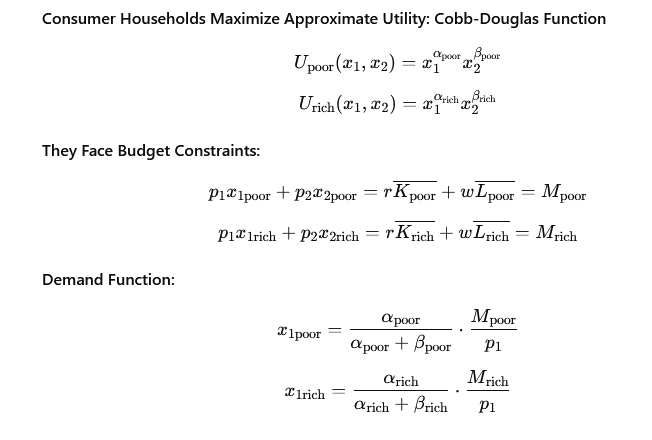 Consumer Households Maximize Approximate Utility: Cobb-Douglas Function
$U_{\text{poor}}(x_1, x_2) = x_1^{\alpha_{\text{poor}}} x_2^{\beta_{\text{poor}}}$
$U_{\text{rich}}(x_1, x_2) = x_1^{\alpha_{\text{rich}}} x_2^{\beta_{\text{rich}}}$
They Face Budget Constraints:
$p_1 x_{1\text{poor}} + p_2 x_{2\text{poor}} = r\overline{K_{\text{poor}}} + w\overline{L_{\text{poor}}} = M_{\text{poor}}$
$p_1 x_{1\text{rich}} + p_2 x_{2\text{rich}} = r\overline{K_{\text{rich}}} + w\overline{L_{\text{rich}}} = M_{\text{rich}}$
Demand Function:
$x_{1\text{poor}} = \frac{\alpha_{\text{poor}}}{\alpha_{\text{poor}} + \beta_{\text{poor}}} \cdot \frac{M_{\text{poor}}}{p_1}$
$x_{1\text{rich}} = \frac{\alpha_{\text{rich}}}{\alpha_{\text{rich}} + \beta_{\text{rich}}} \cdot \frac{M_{\text{rich}}}{p_1}$